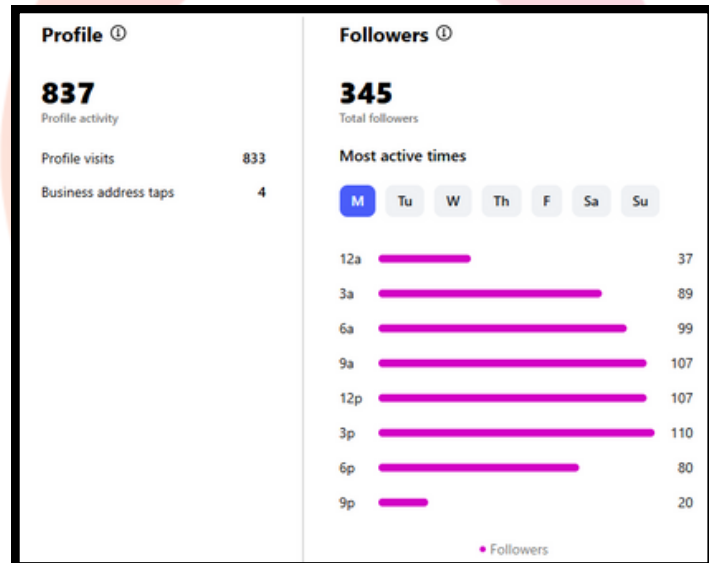 Profile
837
Profile activity
Profile visits 833
Business address taps 4
Followers
345
Total followers
Most active times
M Tu W Th F Sa Su
12a 37
3a 89
6a 99
9a 107
12p 107
3p 110
6p 80
9p 20
Followers